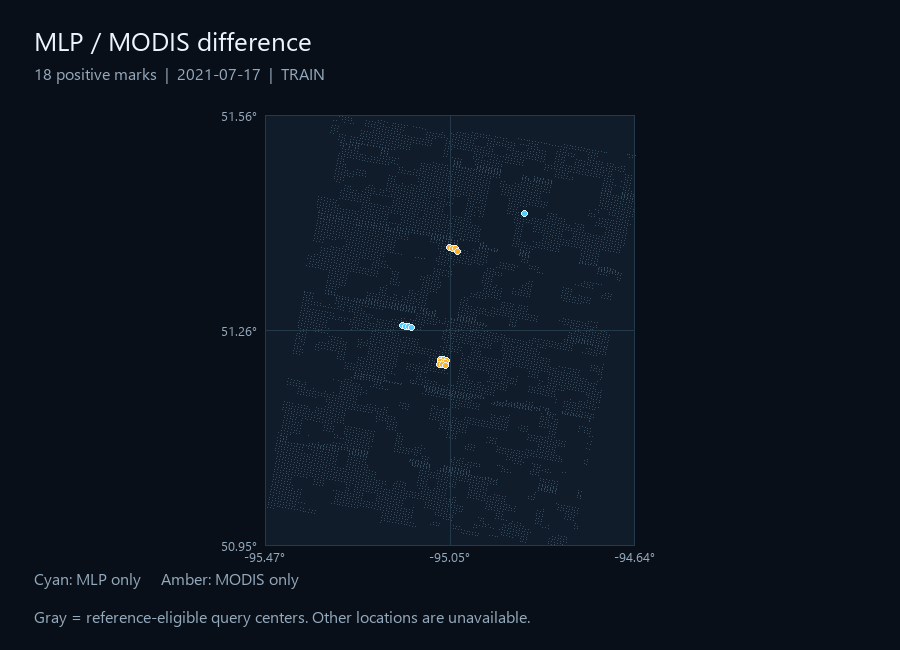 MLP / MODIS difference
18 positive marks | 2021-07-17 | TRAIN
51.56°
51.26°
50.95°
-95.47° -95.05° -94.64°
Cyan: MLP only Amber: MODIS only
Gray = reference-eligible query centers. Other locations are unavailable.